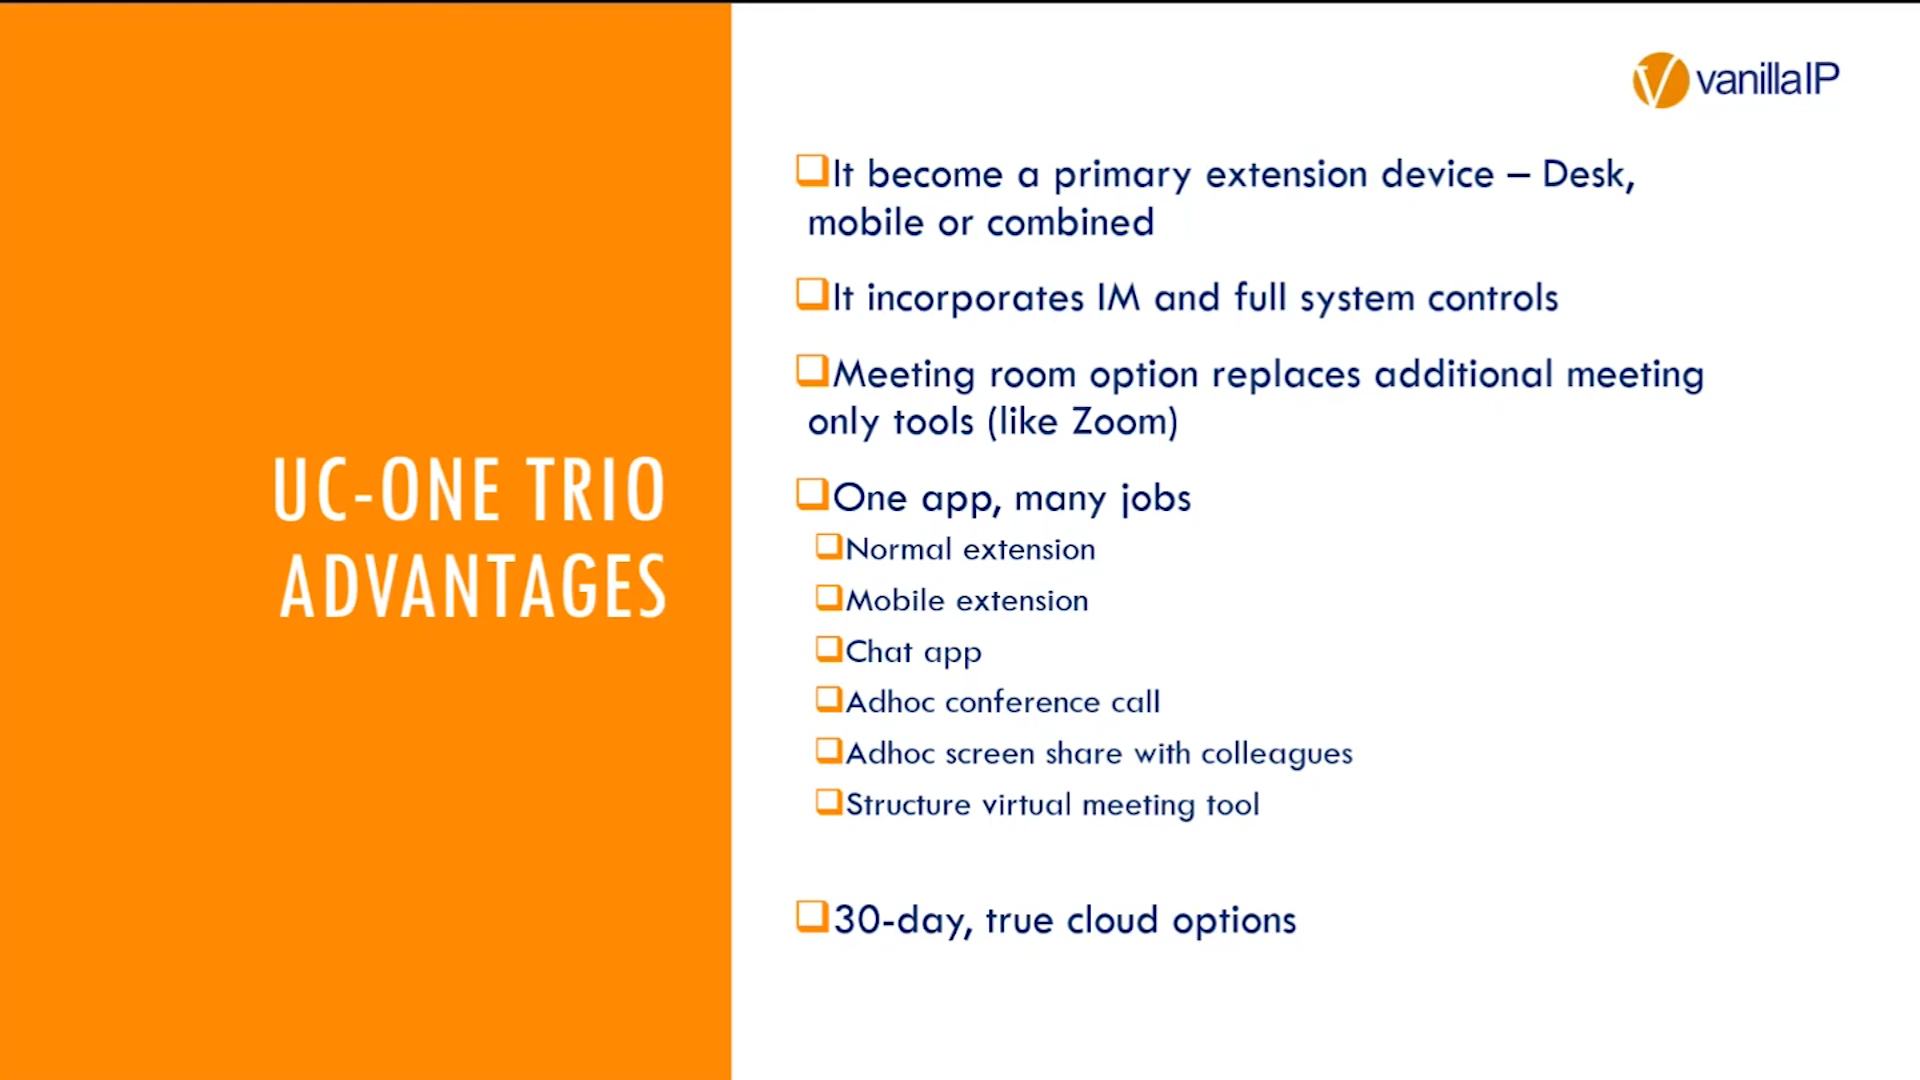 vanillaIP
UC-ONE TRIO
ADVANTAGES
It become a primary extension device – Desk,
mobile or combined
It incorporates IM and full system controls
Meeting room option replaces additional meeting
only tools (like Zoom)
One app, many jobs
Normal extension
Mobile extension
Chat app
Adhoc conference call
Adhoc screen share with colleagues
Structure virtual meeting tool
30-day, true cloud options